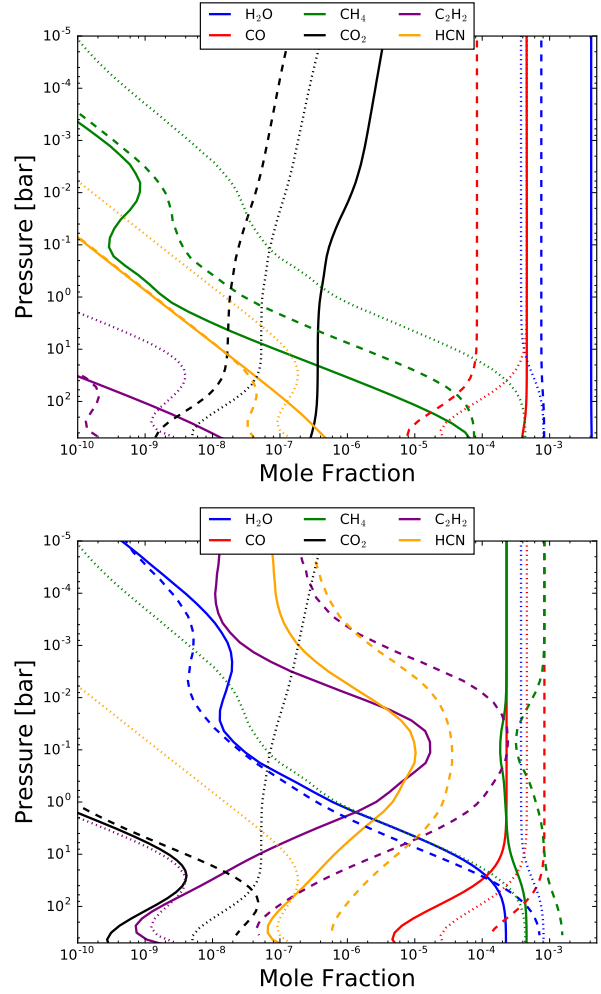 H₂O CH₄ C₂H₂
CO CO₂ HCN
10⁻⁵
10⁻⁴
10⁻³
10⁻²
10⁻¹
10⁰
10¹
10²
Pressure [bar]
10⁻¹⁰ 10⁻⁹ 10⁻⁸ 10⁻⁷ 10⁻⁶ 10⁻⁵ 10⁻⁴ 10⁻³
Mole Fraction
H₂O CH₄ C₂H₂
CO CO₂ HCN
10⁻⁵
10⁻⁴
10⁻³
10⁻²
10⁻¹
10⁰
10¹
10²
Pressure [bar]
10⁻¹⁰ 10⁻⁹ 10⁻⁸ 10⁻⁷ 10⁻⁶ 10⁻⁵ 10⁻⁴ 10⁻³
Mole Fraction